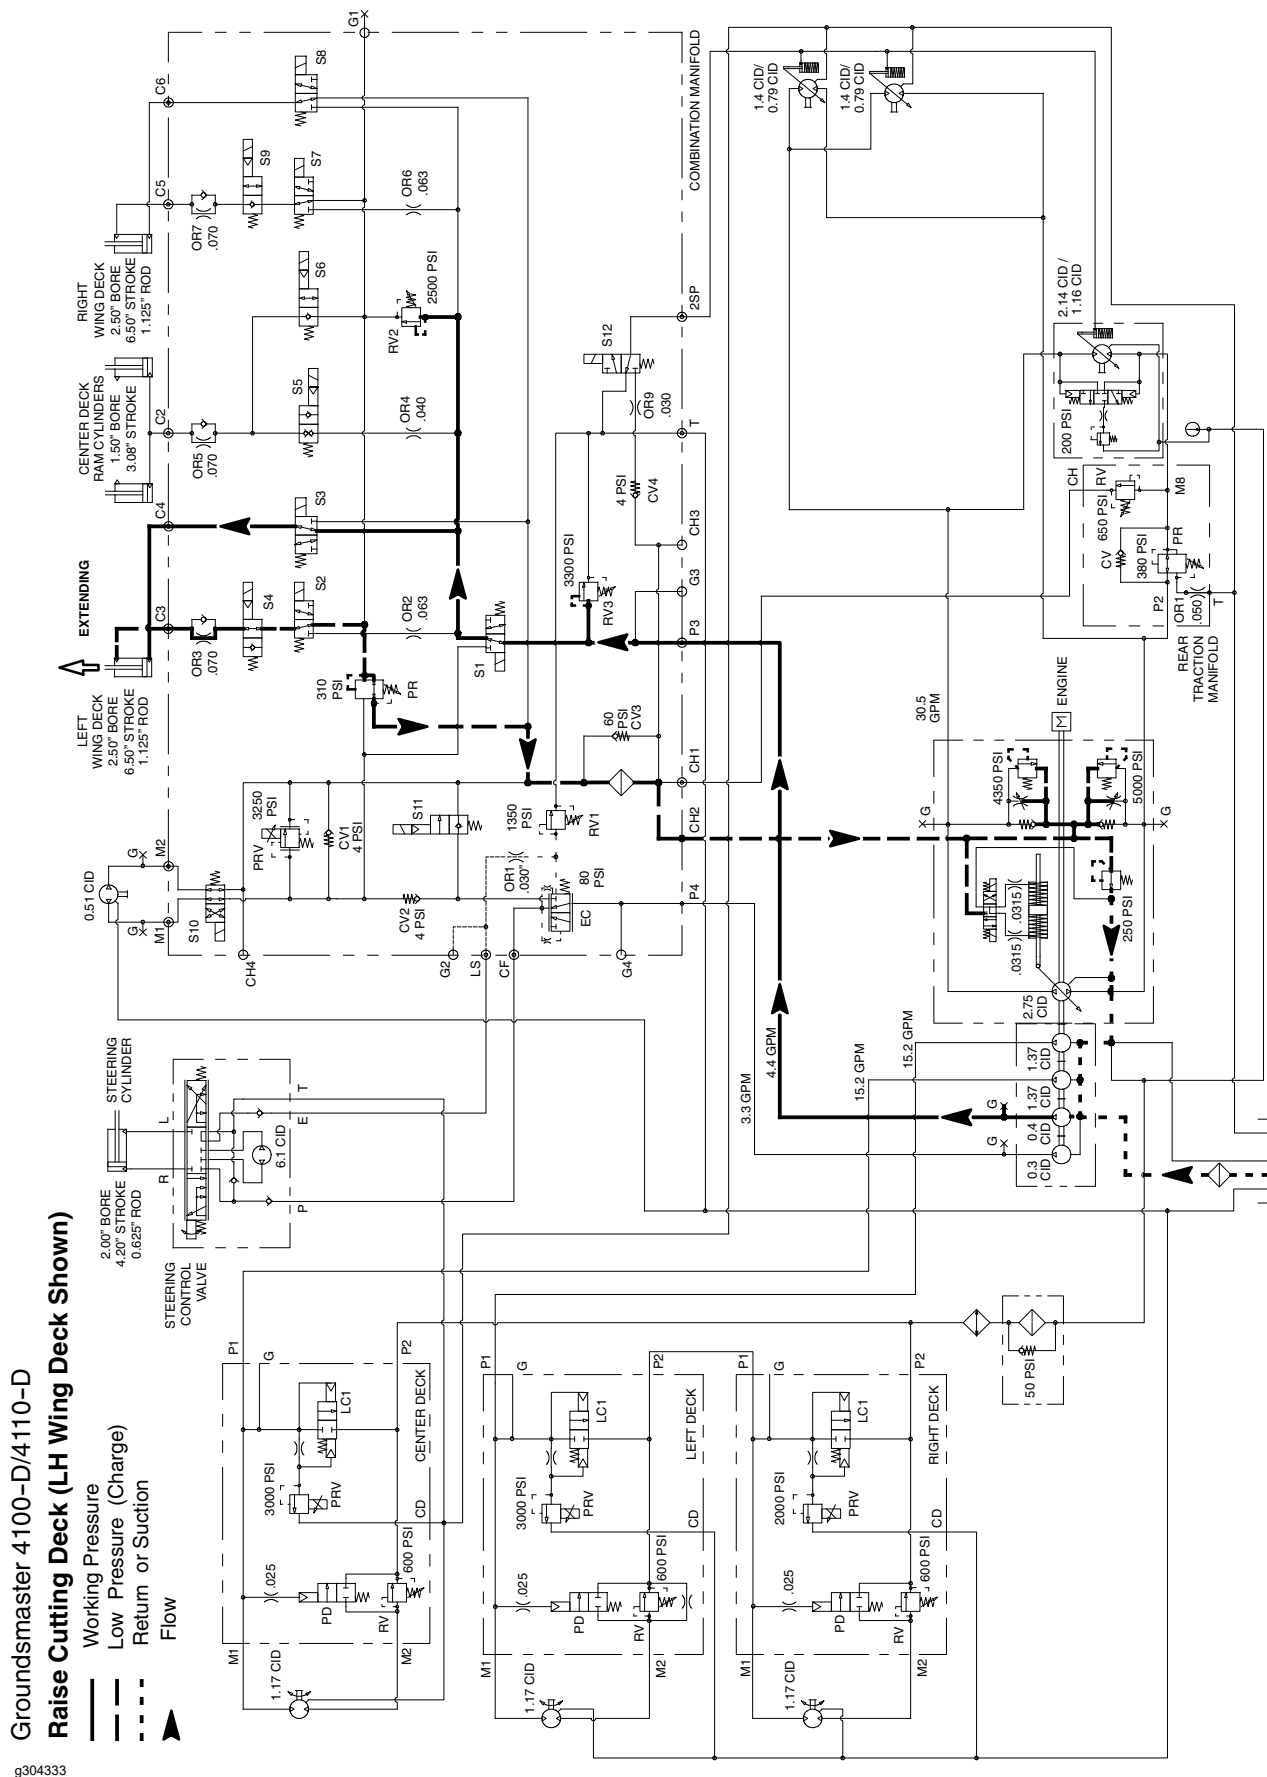 Groundsmaster 4100-D/4110-D
Raise Cutting Deck (LH Wing Deck Shown)
Working Pressure
Low Pressure (Charge)
Return or Suction
Flow
g304333
STEERING
CYLINDER
2.00" BORE
4.20" STROKE
0.625" ROD
STEERING
CONTROL
VALVE
R
L
6.1 CID
P
E
T
0.51 CID
G
G
M1
M2
S10
CH4
PRV
3250
PSI
CV1
4 PSI
CV2
4 PSI
S11
G2
LS
CF
OR1
.030"
1350
PSI
RV1
EC
80
PSI
G4
P4
CH2
CH1
60
PSI
CV3
EXTENDING
LEFT
WING DECK
2.50" BORE
6.50" STROKE
1.125" ROD
C3
C4
OR3
.070
S4
S2
S3
310
PSI
PR
OR2
.063
S1
3300 PSI
RV3
P3
G3
CH3
4 PSI
CV4
T
OR9
.030
S12
2SP
CENTER DECK
RAM CYLINDERS
1.50" BORE
3.08" STROKE
C2
OR5
.070
S5
S6
OR4
.040
RV2
2500 PSI
RIGHT
WING DECK
2.50" BORE
6.50" STROKE
1.125" ROD
C5
C6
OR7
.070
S9
S7
S8
OR6
.063
G1
COMBINATION MANIFOLD
1.4 CID/
0.79 CID
1.4 CID/
0.79 CID
2.14 CID /
1.16 CID
200 PSI
CH
RV
650 PSI
M8
CV
380 PSI
PR
P2
OR1
(.050)
T
REAR
TRACTION
MANIFOLD
30.5
GPM
ENGINE
M
4350 PSI
5000 PSI
G
G
.0315
.0315
250 PSI
2.75
CID
15.2 GPM
15.2 GPM
4.4 GPM
3.3 GPM
G
G
0.3
CID
0.4
CID
1.37
CID
1.37
CID
50 PSI
P1
G
P2
3000 PSI
LC1
PRV
CENTER DECK
CD
.025
PD
RV
600 PSI
M1
M2
1.17 CID
P1
G
P2
3000 PSI
LC1
PRV
LEFT DECK
CD
.025
PD
RV
600 PSI
M1
M2
1.17 CID
P1
G
P2
2000 PSI
LC1
PRV
RIGHT DECK
CD
.025
PD
RV
600 PSI
M1
M2
1.17 CID